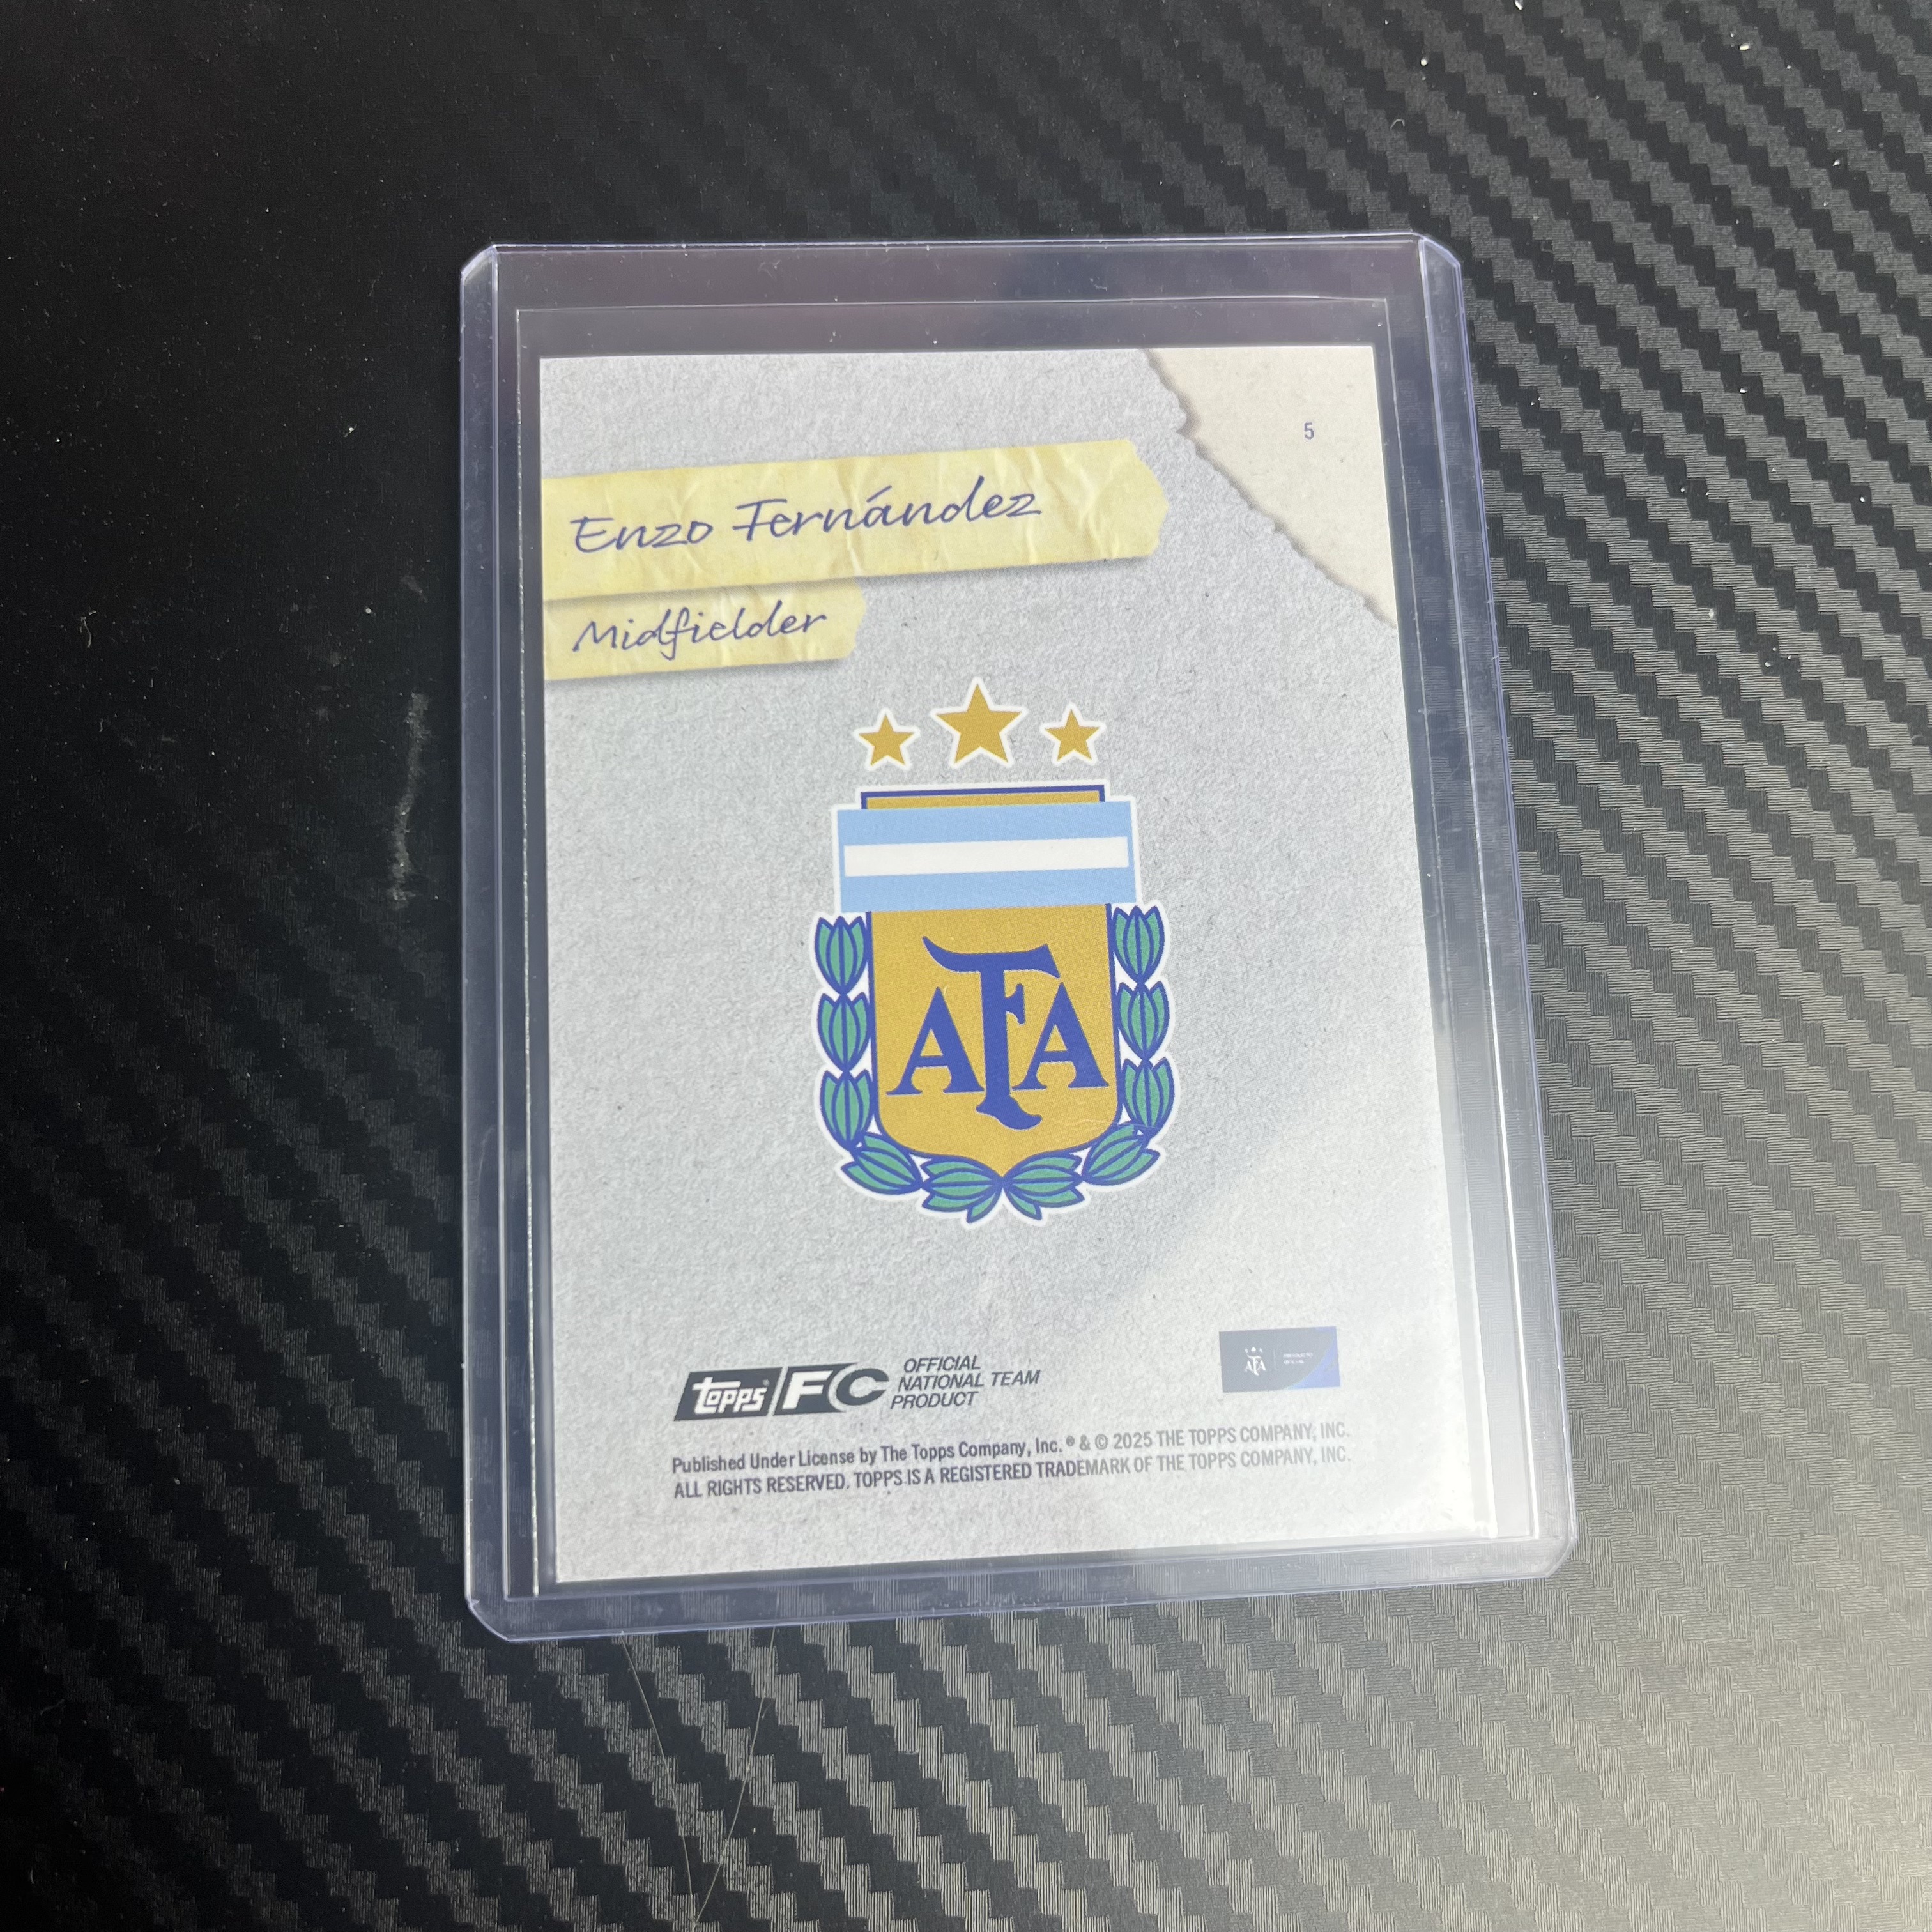 5
Enzo Fernández
Midfielder
AFA
topps FC OFFICIAL
NATIONAL TEAM
PRODUCT
AFA
Published Under License by The Topps Company, Inc. ® & © 2025 THE TOPPS COMPANY, INC.
ALL RIGHTS RESERVED. TOPPS IS A REGISTERED TRADEMARK OF THE TOPPS COMPANY, INC.